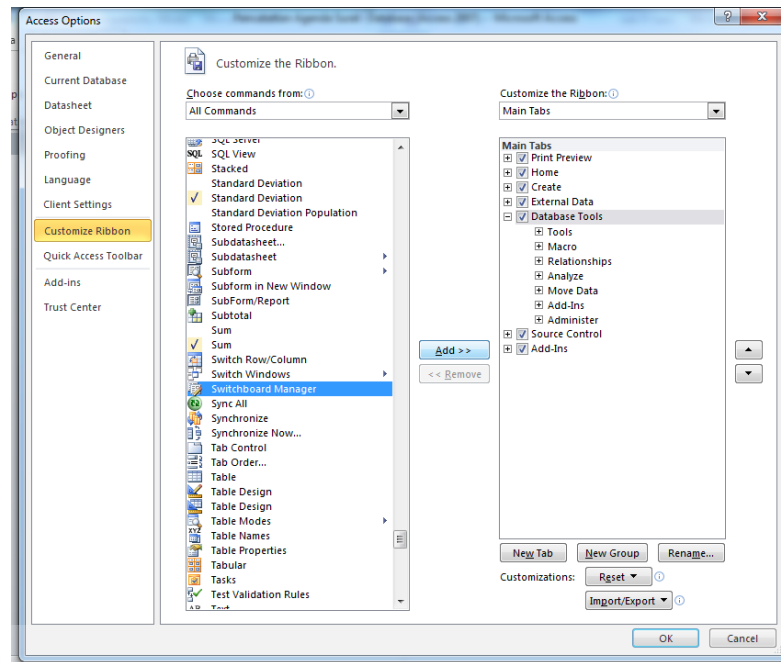 Access Options
General
Current Database
Datasheet
Object Designers
Proofing
Language
Client Settings
Customize Ribbon
Quick Access Toolbar
Add-ins
Trust Center
Customize the Ribbon.
Choose commands from:
All Commands
SQL Server
SQL SQL View
Stacked
Standard Deviation
Standard Deviation
Standard Deviation Population
Stored Procedure
Subdatasheet...
Subdatasheet
Subform
Subform in New Window
SubForm/Report
Subtotal
Sum
Sum
Switch Row/Column
Switch Windows
Switchboard Manager
Sync All
Synchronize
Synchronize Now...
Tab Control
Tab Order...
Table
Table Design
Table Design
Table Modes
XYZ Table Names
Table Properties
Tabular
Tasks
Test Validation Rules
Text
Add >>
<< Remove
Customize the Ribbon:
Main Tabs
Main Tabs
Print Preview
Home
Create
External Data
Database Tools
Tools
Macro
Relationships
Analyze
Move Data
Add-Ins
Administer
Source Control
Add-Ins
New Tab New Group Rename...
Customizations: Reset
Import/Export
OK Cancel